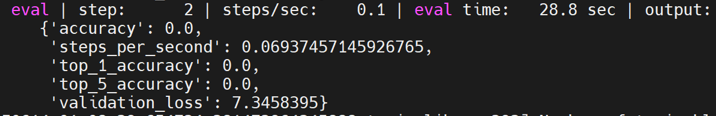 eval | step: 2 | steps/sec: 0.1 | eval time: 28.8 sec | output:
{'accuracy': 0.0,
'steps_per_second': 0.06937457145926765,
'top_1_accuracy': 0.0,
'top_5_accuracy': 0.0,
'validation_loss': 7.3458395}